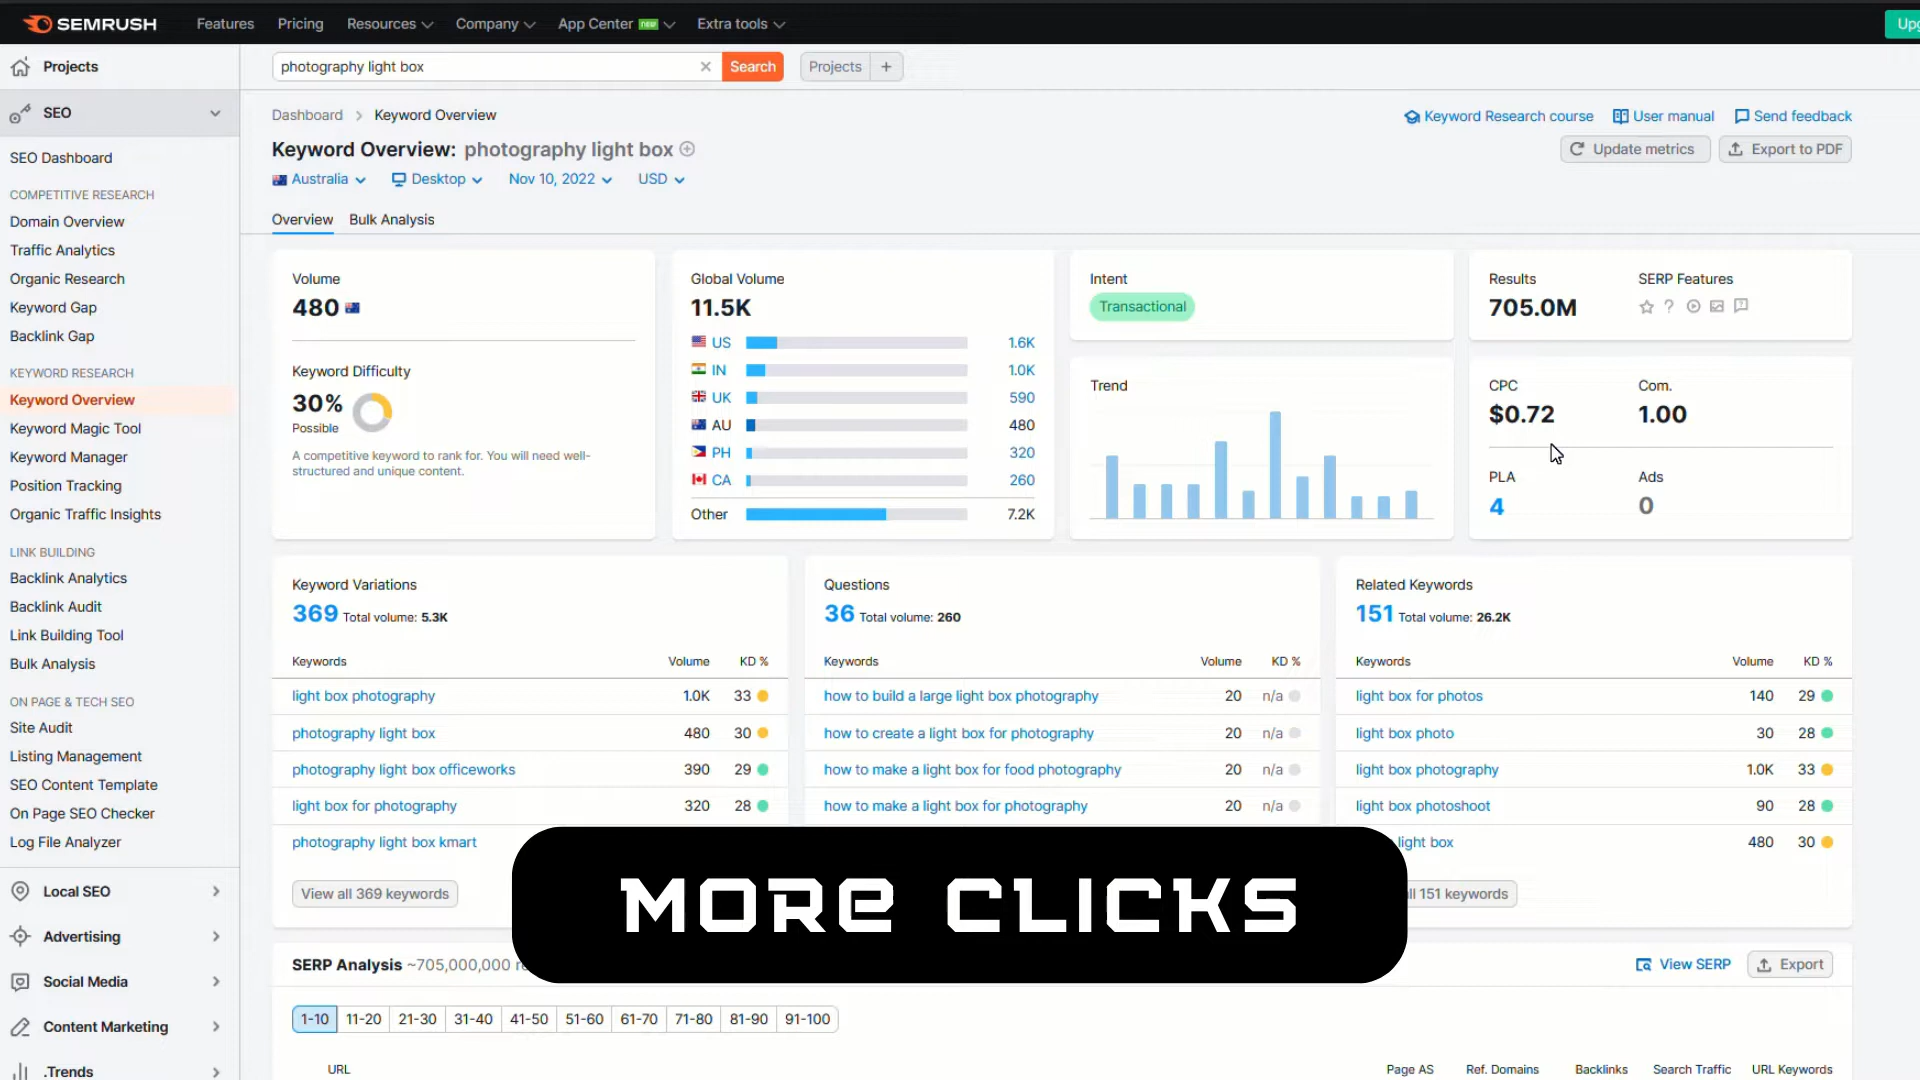 SEMRUSH
Features
Pricing
Resources
Company
App Center new
Extra tools
Projects
photography light box
Search
Projects
+
SEO
Dashboard > Keyword Overview
Keyword Research course
User manual
Send feedback
Keyword Overview: photography light box
Update metrics
Export to PDF
Australia
Desktop
Nov 10, 2022
USD
Overview
Bulk Analysis
SEO Dashboard
COMPETITIVE RESEARCH
Domain Overview
Traffic Analytics
Organic Research
Keyword Gap
Backlink Gap
KEYWORD RESEARCH
Keyword Overview
Keyword Magic Tool
Keyword Manager
Position Tracking
Organic Traffic Insights
LINK BUILDING
Backlink Analytics
Backlink Audit
Link Building Tool
Bulk Analysis
ON PAGE & TECH SEO
Site Audit
Listing Management
SEO Content Template
On Page SEO Checker
Log File Analyzer
Local SEO
Advertising
Social Media
Content Marketing
.Trends
Volume
480
Keyword Difficulty
30%
Possible
A competitive keyword to rank for. You will need well-
structured and unique content.
Global Volume
11.5K
US 1.6K
IN 1.0K
UK 590
AU 480
PH 320
CA 260
Other 7.2K
Intent
Transactional
Trend
Results
705.0M
SERP Features
CPC
$0.72
Com.
1.00
PLA
4
Ads
0
Keyword Variations
369 Total volume: 5.3K
Keywords Volume KD %
light box photography 1.0K 33
photography light box 480 30
photography light box officeworks 390 29
light box for photography 320 28
photography light box kmart
View all 369 keywords
Questions
36 Total volume: 260
Keywords Volume KD %
how to build a large light box photography 20 n/a
how to create a light box for photography 20 n/a
how to make a light box for food photography 20 n/a
how to make a light box for photography 20 n/a
Related Keywords
151 Total volume: 26.2K
Keywords Volume KD %
light box for photos 140 29
light box photo 30 28
light box photography 1.0K 33
light box photoshoot 90 28
light box 480 30
151 keywords
MORE CLICKS
SERP Analysis ~705,000,000
View SERP
Export
1-10 11-20 21-30 31-40 41-50 51-60 61-70 71-80 81-90 91-100
URL Page AS Ref. Domains Backlinks Search Traffic URL Keywords